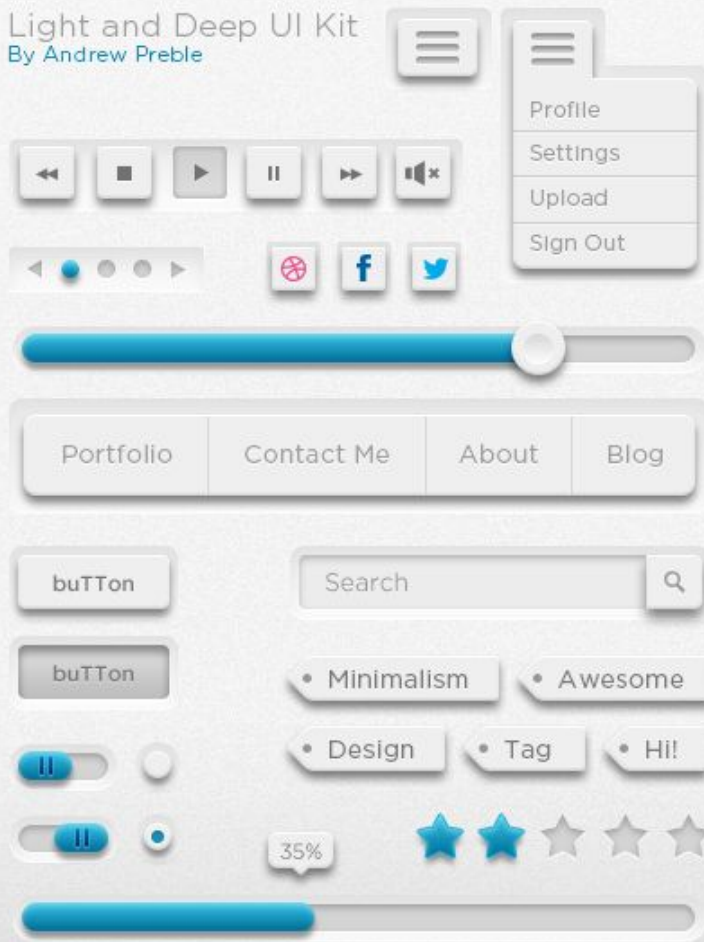 Light and Deep UI Kit
By Andrew Preble
Profile
Settings
Upload
Sign Out
Portfolio
Contact Me
About
Blog
buTTon
Search
buTTon
Minimalism
Awesome
Design
Tag
Hi!
35%